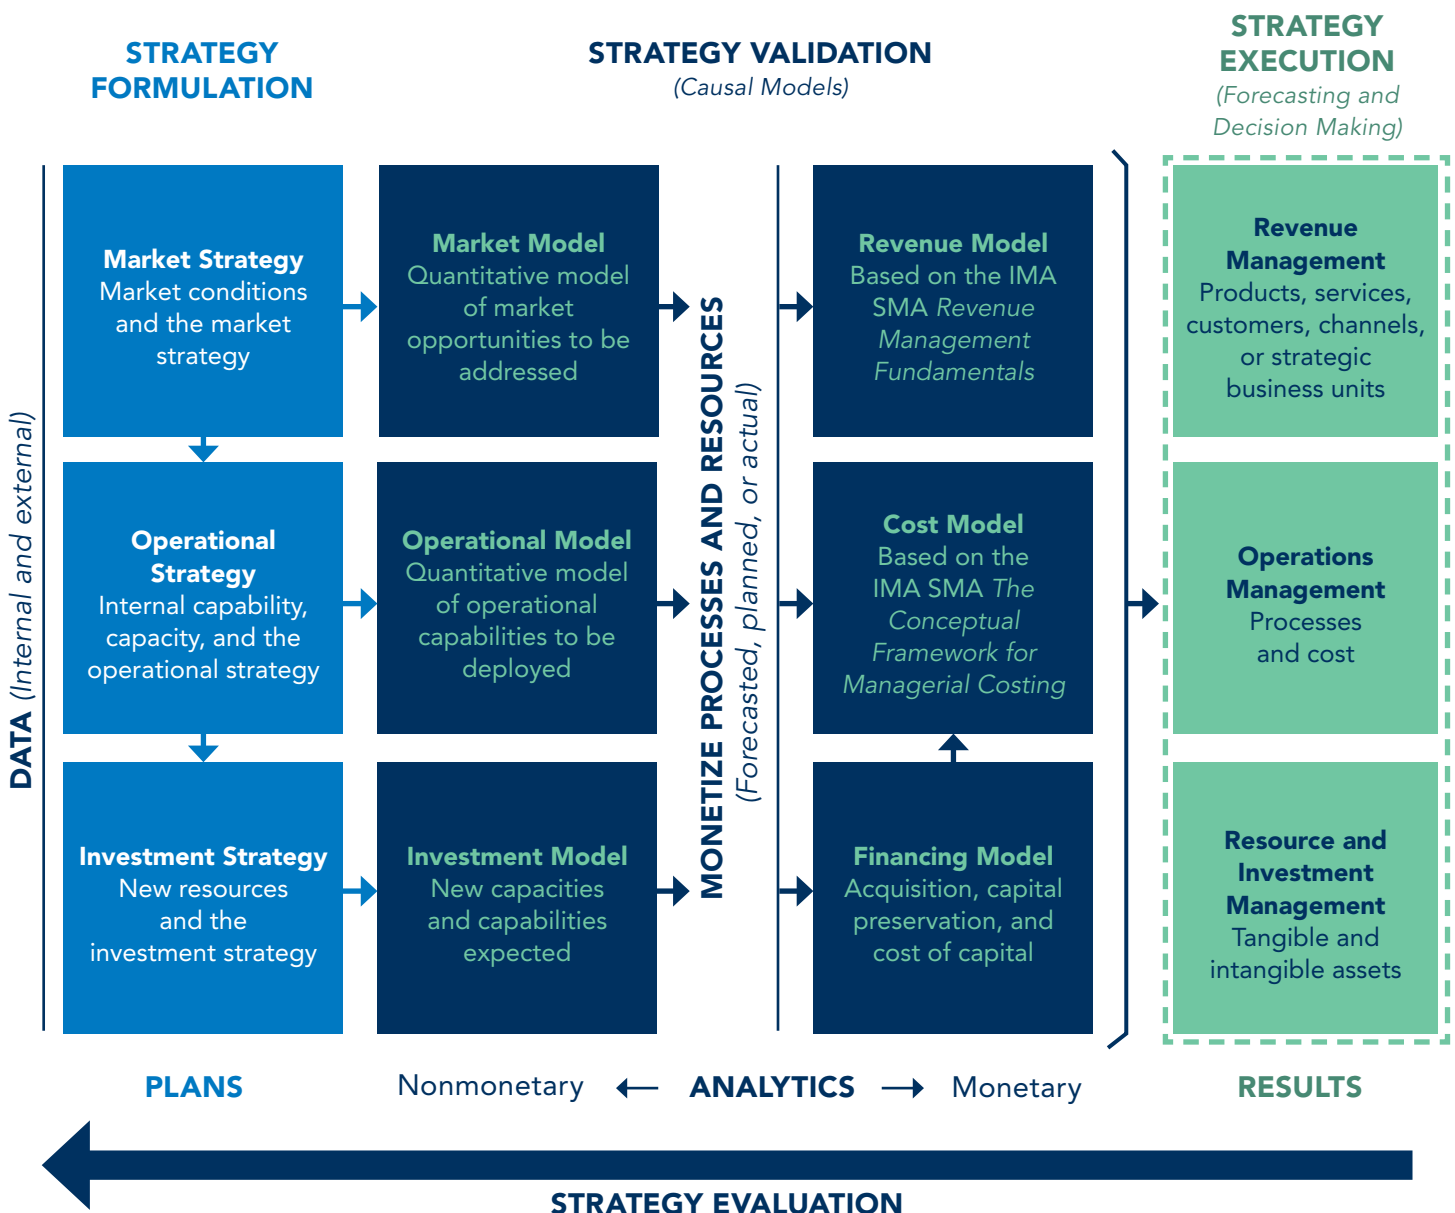 STRATEGY
FORMULATION
STRATEGY VALIDATION
(Causal Models)
STRATEGY
EXECUTION
(Forecasting and
Decision Making)
DATA (Internal and external)
Market Strategy
Market conditions
and the market
strategy
Market Model
Quantitative model
of market
opportunities to be
addressed
MONETIZE PROCESSES AND RESOURCES
(Forecasted, planned, or actual)
Revenue Model
Based on the IMA
SMA Revenue
Management
Fundamentals
Revenue
Management
Products, services,
customers, channels,
or strategic
business units
Operational
Strategy
Internal capability,
capacity, and the
operational strategy
Operational Model
Quantitative model
of operational
capabilities to be
deployed
Cost Model
Based on the
IMA SMA The
Conceptual
Framework for
Managerial Costing
Operations
Management
Processes
and cost
Investment Strategy
New resources
and the
investment strategy
Investment Model
New capacities
and capabilities
expected
Financing Model
Acquisition, capital
preservation, and
cost of capital
Resource and
Investment
Management
Tangible and
intangible assets
PLANS
Nonmonetary
ANALYTICS
Monetary
RESULTS
STRATEGY EVALUATION